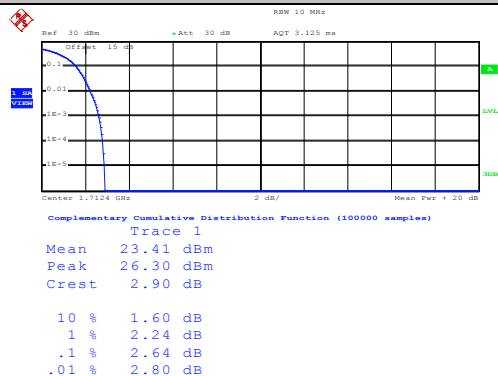 RBW 10 MHz
Ref 30 dBm * Att 30 dB AQT 3.125 ms
Offset 15 dB
0.1
A
0.01
1 SA
VIEW
1E-3
LVL
1E-4
1E-5
3DB
Center 1.7124 GHz 2 dB/ Mean Pwr + 20 dB
Complementary Cumulative Distribution Function (100000 samples)
Trace 1
Mean 23.41 dBm
Peak 26.30 dBm
Crest 2.90 dB
10 % 1.60 dB
1 % 2.24 dB
.1 % 2.64 dB
.01 % 2.80 dB